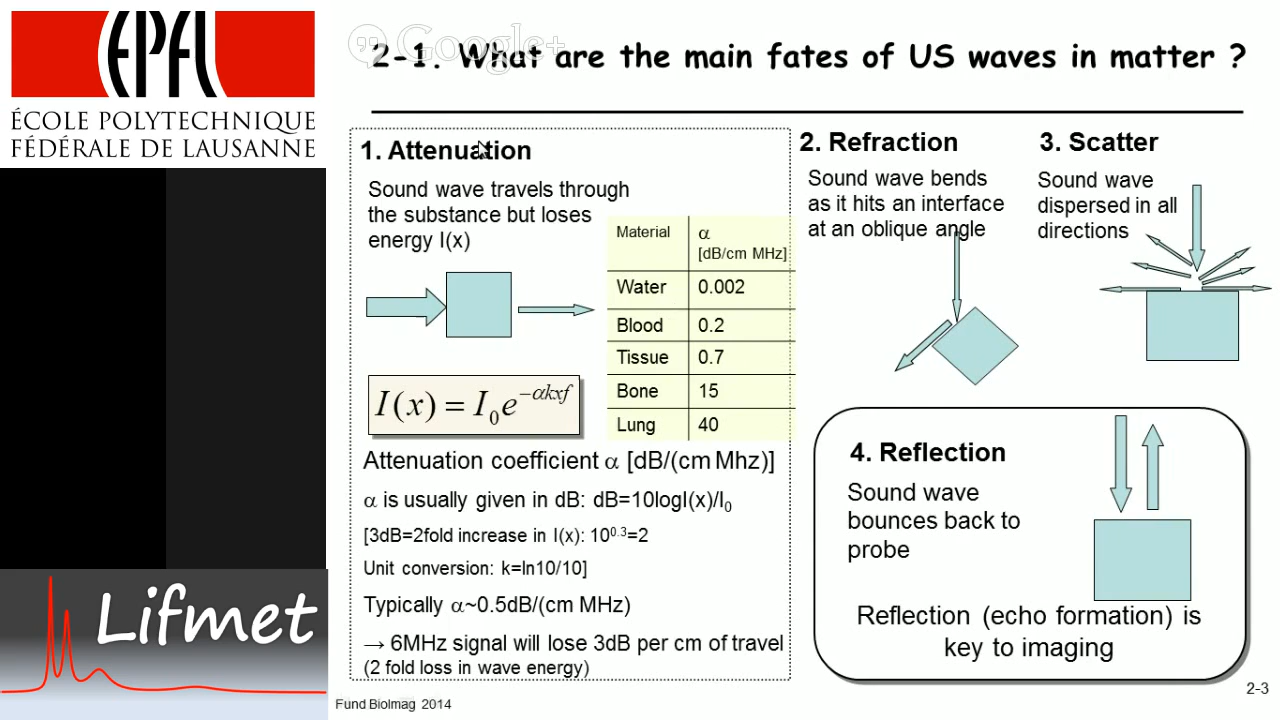 EPFL
ÉCOLE POLYTECHNIQUE
FÉDÉRALE DE LAUSANNE
Google+
2-1. What are the main fates of US waves in matter ?
1. Attenuation
Sound wave travels through
the substance but loses
energy I(x)
Material α
[dB/cm MHz]
Water 0.002
Blood 0.2
Tissue 0.7
Bone 15
Lung 40
I(x) = I₀e^{−αkxf}
Attenuation coefficient α [dB/(cm Mhz)]
α is usually given in dB: dB=10logI(x)/I₀
[3dB=2fold increase in I(x): 10⁰·³=2
Unit conversion: k=ln10/10]
Typically α~0.5dB/(cm MHz)
→ 6MHz signal will lose 3dB per cm of travel
(2 fold loss in wave energy)
2. Refraction
Sound wave bends
as it hits an interface
at an oblique angle
3. Scatter
Sound wave
dispersed in all
directions
4. Reflection
Sound wave
bounces back to
probe
Reflection (echo formation) is
key to imaging
Lifmet
Fund BioImag 2014
2-3